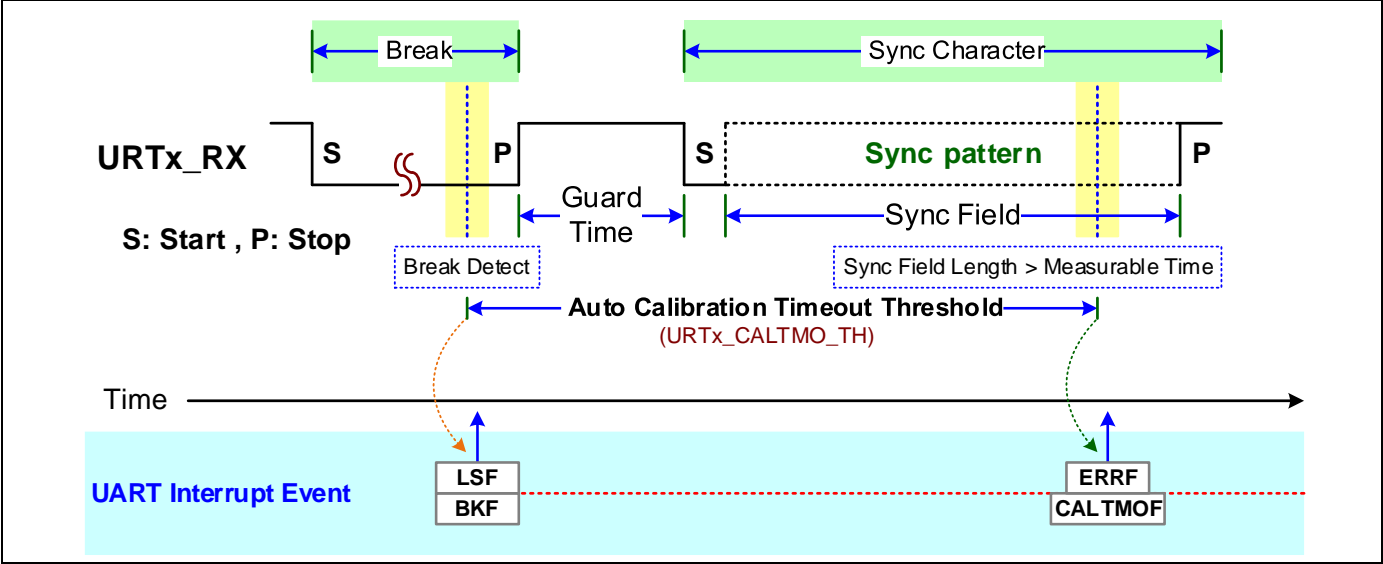 Break
Sync Character
URTx_RX
S
P
S
Sync pattern
P
Guard
Time
Sync Field
S: Start , P: Stop
Break Detect
Sync Field Length > Measurable Time
Auto Calibration Timeout Threshold
(URTx_CALTMO_TH)
Time
UART Interrupt Event
LSF
BKF
ERRF
CALTMOF